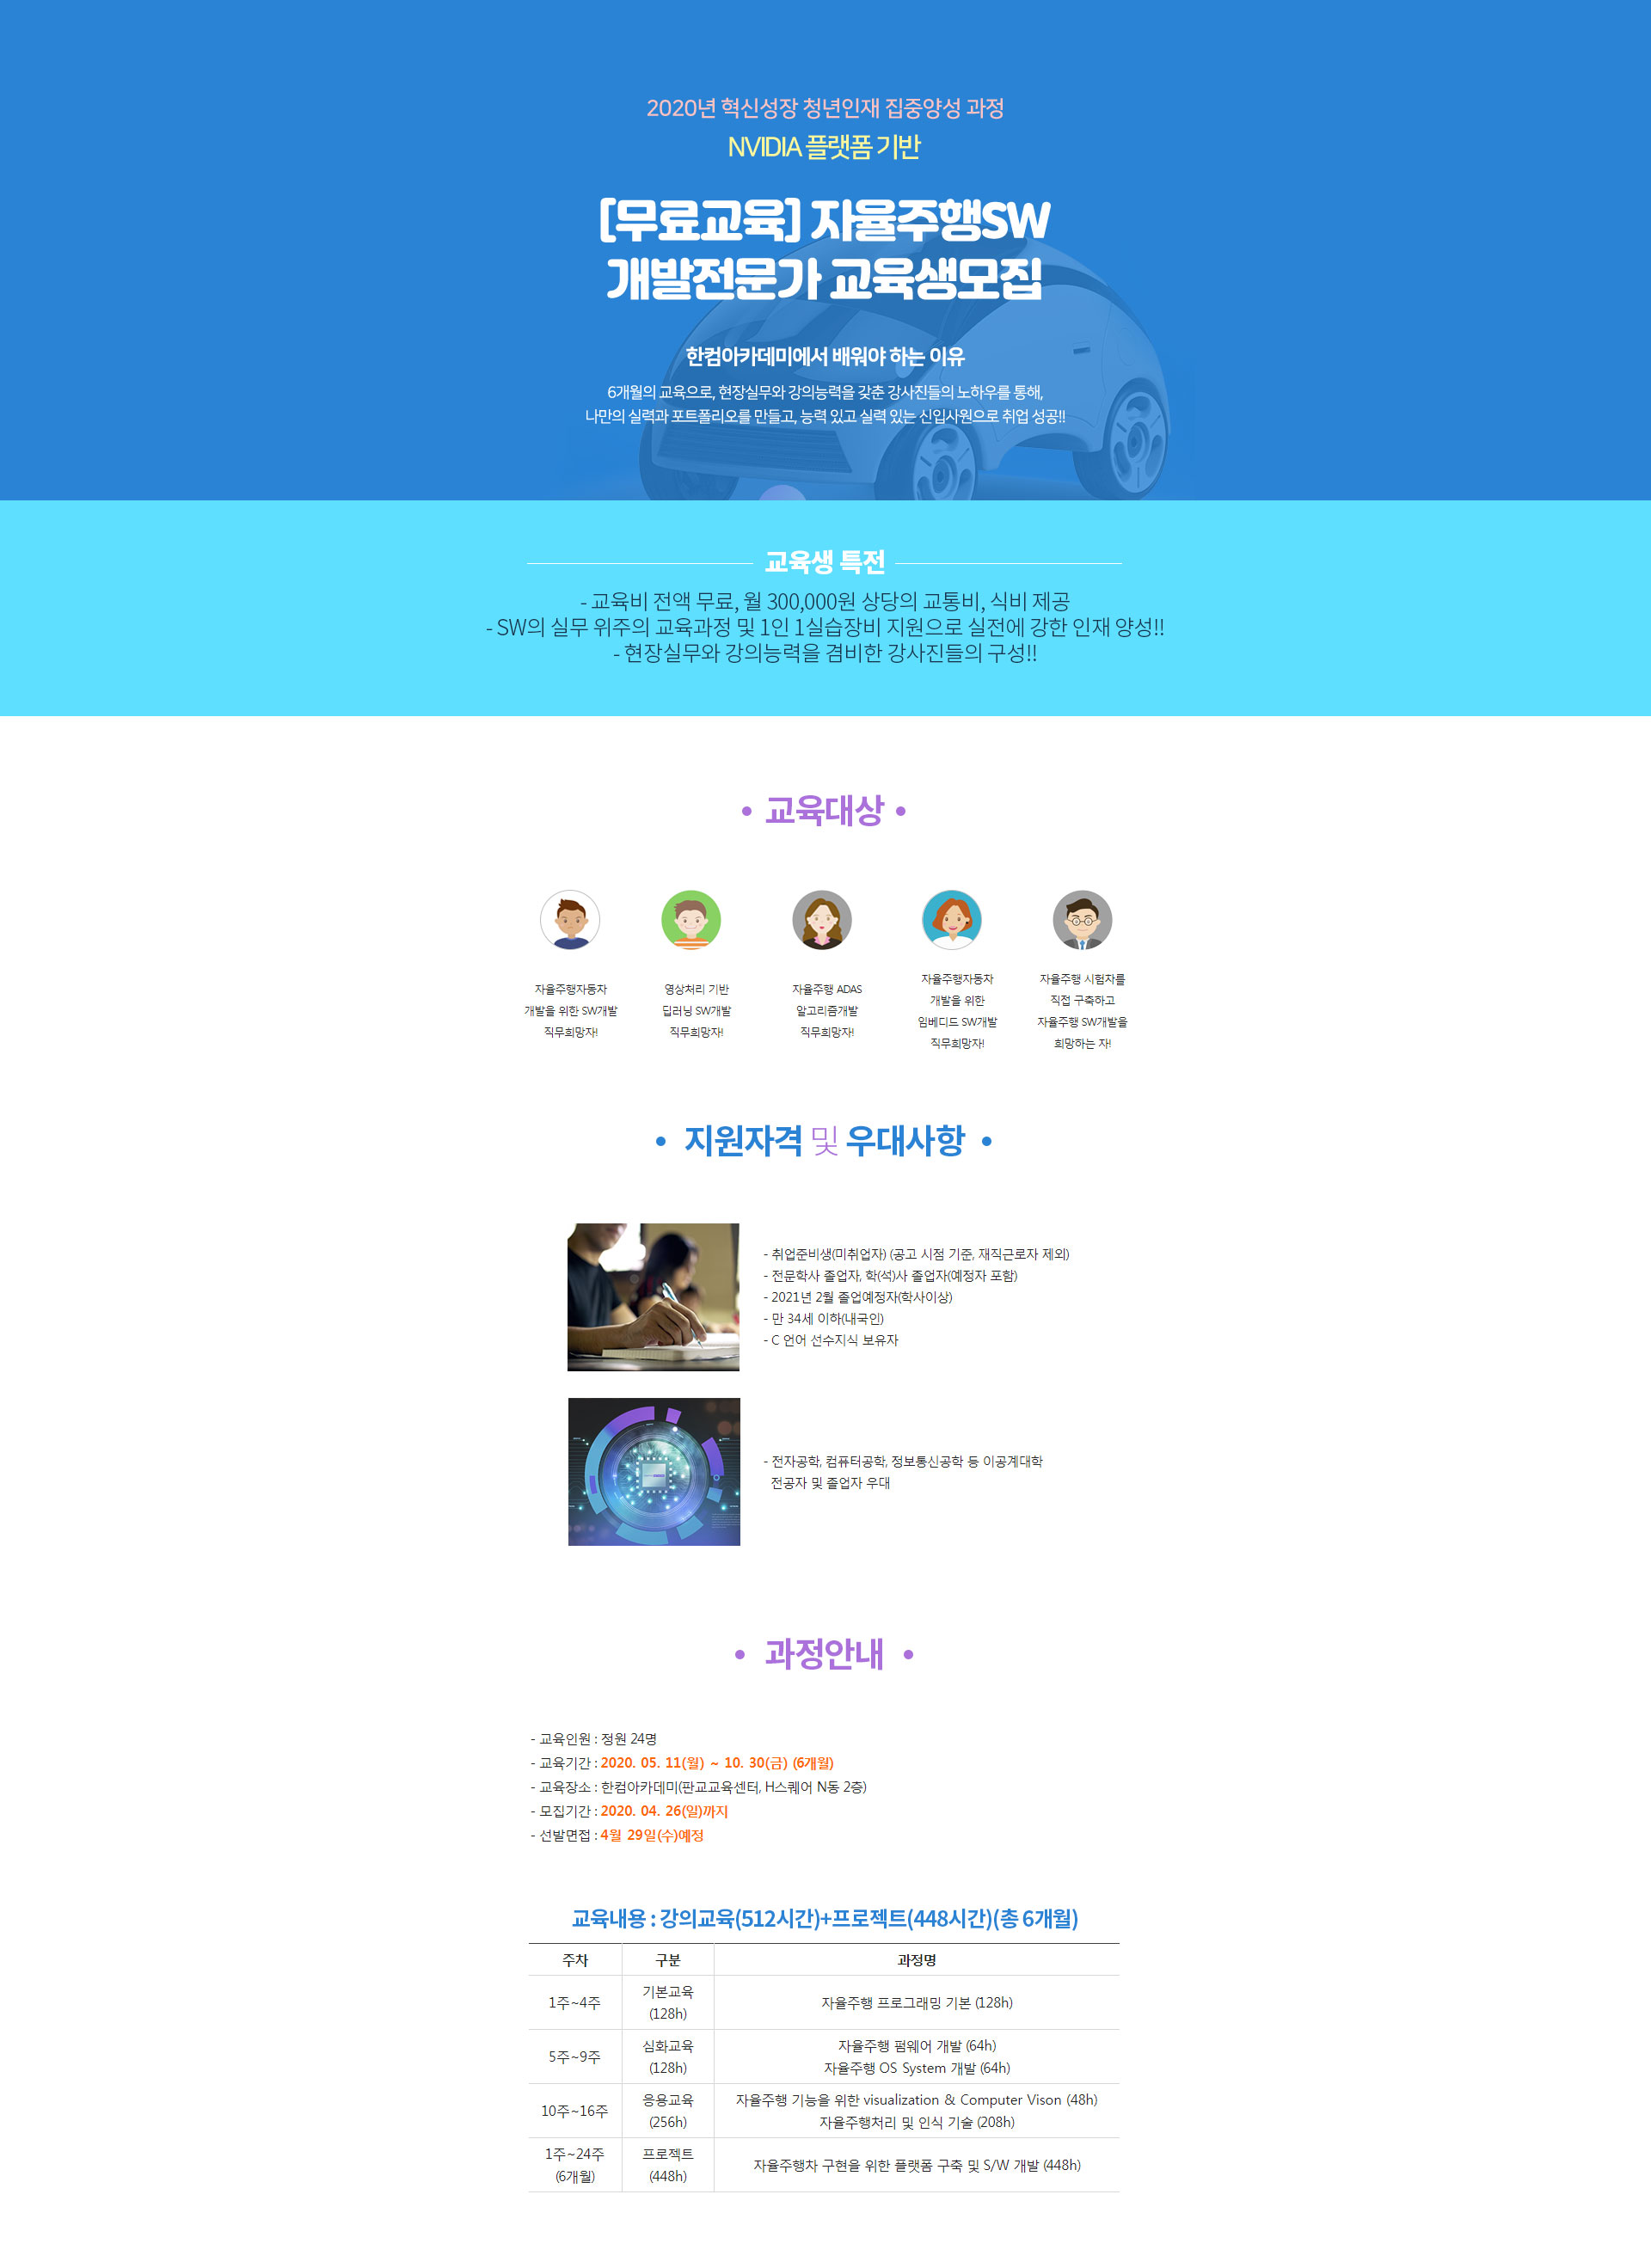 2020년 혁신성장 청년인재 집중양성 과정
NVIDIA 플랫폼 기반
[무료교육] 자율주행SW
개발전문가 교육생모집
한컴아카데미에서 배워야 하는 이유
6개월의 교육으로, 현장실무와 강의능력을 갖춘 강사진들의 노하우를 통해,
나만의 실력과 포트폴리오를 만들고, 능력 있고 실력 있는 신입사원으로 취업 성공!!
교육생 특전
- 교육비 전액 무료, 월 300,000원 상당의 교통비, 식비 제공
- SW의 실무 위주의 교육과정 및 1인 1실습장비 지원으로 실전에 강한 인재 양성!!
- 현장실무와 강의능력을 겸비한 강사진들의 구성!!
• 교육대상 •
자율주행자동차
개발을 위한 SW개발
직무희망자!
영상처리 기반
딥러닝 SW개발
직무희망자!
자율주행 ADAS
알고리즘개발
직무희망자!
자율주행자동차
개발을 위한
임베디드 SW개발
직무희망자!
자율주행 시험차를
직접 구축하고
자율주행 SW개발을
희망하는 자!
• 지원자격 및 우대사항 •
- 취업준비생(미취업자) (공고 시점 기준, 재직근로자 제외)
- 전문학사 졸업자, 학(석)사 졸업자(예정자 포함)
- 2021년 2월 졸업예정자(학사이상)
- 만 34세 이하(내국인)
- C 언어 선수지식 보유자
- 전자공학, 컴퓨터공학, 정보통신공학 등 이공계대학
전공자 및 졸업자 우대
• 과정안내 •
- 교육인원 : 정원 24명
- 교육기간 : 2020. 05. 11(월) ~ 10. 30(금) (6개월)
- 교육장소 : 한컴아카데미(판교교육센터, H스퀘어 N동 2층)
- 모집기간 : 2020. 04. 26(일)까지
- 선발면접 : 4월 29일(수)예정
교육내용 : 강의교육(512시간)+프로젝트(448시간)(총 6개월)
주차 구분 과정명
1주~4주
기본교육
(128h)
자율주행 프로그래밍 기본 (128h)
5주~9주
심화교육
(128h)
자율주행 펌웨어 개발 (64h)
자율주행 OS System 개발 (64h)
10주~16주
응용교육
(256h)
자율주행 기능을 위한 visualization & Computer Vison (48h)
자율주행처리 및 인식 기술 (208h)
1주~24주
(6개월)
프로젝트
(448h)
자율주행차 구현을 위한 플랫폼 구축 및 S/W 개발 (448h)